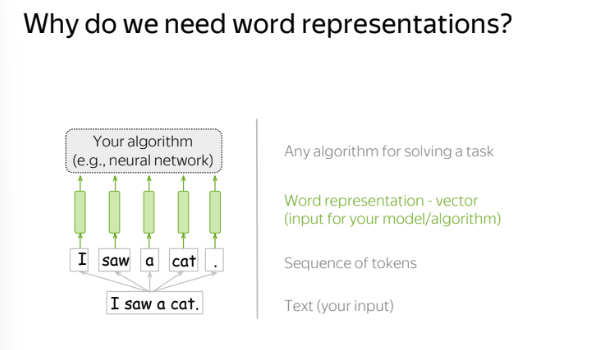 Why do we need word representations?
Your algorithm
(e.g., neural network)
Any algorithm for solving a task
Word representation - vector
(input for your model/algorithm)
I saw a cat .
Sequence of tokens
I saw a cat.
Text (your input)